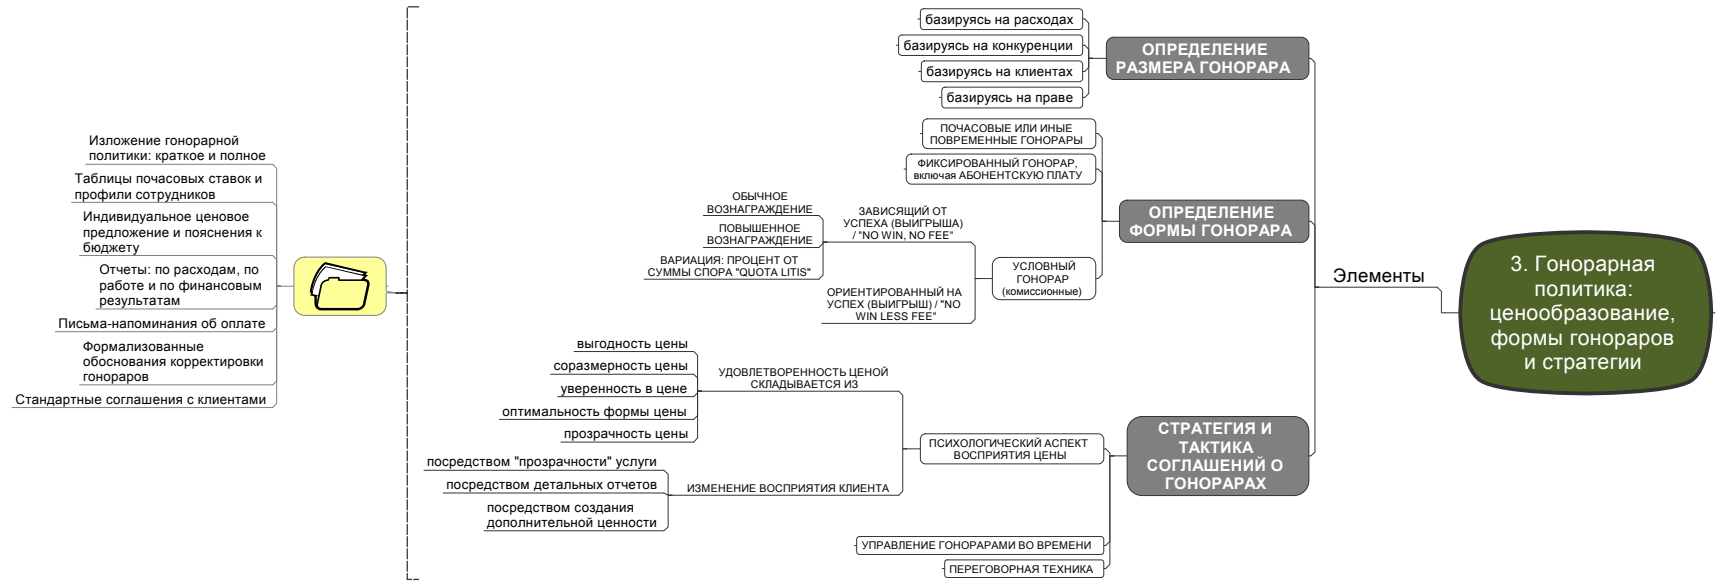 3. Гонорарная
политика:
ценообразование,
формы гонораров
и стратегии
Элементы
ОПРЕДЕЛЕНИЕ
РАЗМЕРА ГОНОРАРА
базируясь на расходах
базируясь на конкуренции
базируясь на клиентах
базируясь на праве
ОПРЕДЕЛЕНИЕ
ФОРМЫ ГОНОРАРА
ПОЧАСОВЫЕ ИЛИ ИНЫЕ
ПОВРЕМЕННЫЕ ГОНОРАРЫ
ФИКСИРОВАННЫЙ ГОНОРАР,
включая АБОНЕНТСКУЮ ПЛАТУ
УСЛОВНЫЙ
ГОНОРАР
(комиссионные)
ЗАВИСЯЩИЙ ОТ
УСПЕХА (ВЫИГРЫША)
/ "NO WIN, NO FEE"
ОБЫЧНОЕ
ВОЗНАГРАЖДЕНИЕ
ПОВЫШЕННОЕ
ВОЗНАГРАЖДЕНИЕ
ВАРИАЦИЯ: ПРОЦЕНТ ОТ
СУММЫ СПОРА "QUOTA LITIS"
ОРИЕНТИРОВАННЫЙ НА
УСПЕХ (ВЫИГРЫШ) / "NO
WIN LESS FEE"
СТРАТЕГИЯ И
ТАКТИКА
СОГЛАШЕНИЙ О
ГОНОРАРАХ
ПСИХОЛОГИЧЕСКИЙ АСПЕКТ
ВОСПРИЯТИЯ ЦЕНЫ
УДОВЛЕТВОРЕННОСТЬ ЦЕНОЙ
СКЛАДЫВАЕТСЯ ИЗ
выгодность цены
соразмерность цены
уверенность в цене
оптимальность формы цены
прозрачность цены
ИЗМЕНЕНИЕ ВОСПРИЯТИЯ КЛИЕНТА
посредством "прозрачности" услуги
посредством детальных отчетов
посредством создания
дополнительной ценности
УПРАВЛЕНИЕ ГОНОРАРАМИ ВО ВРЕМЕНИ
ПЕРЕГОВОРНАЯ ТЕХНИКА
Изложение гонорарной
политики: краткое и полное
Таблицы почасовых ставок и
профили сотрудников
Индивидуальное ценовое
предложение и пояснения к
бюджету
Отчеты: по расходам, по
работе и по финансовым
результатам
Письма-напоминания об оплате
Формализованные
обоснования корректировки
гонораров
Стандартные соглашения с клиентами